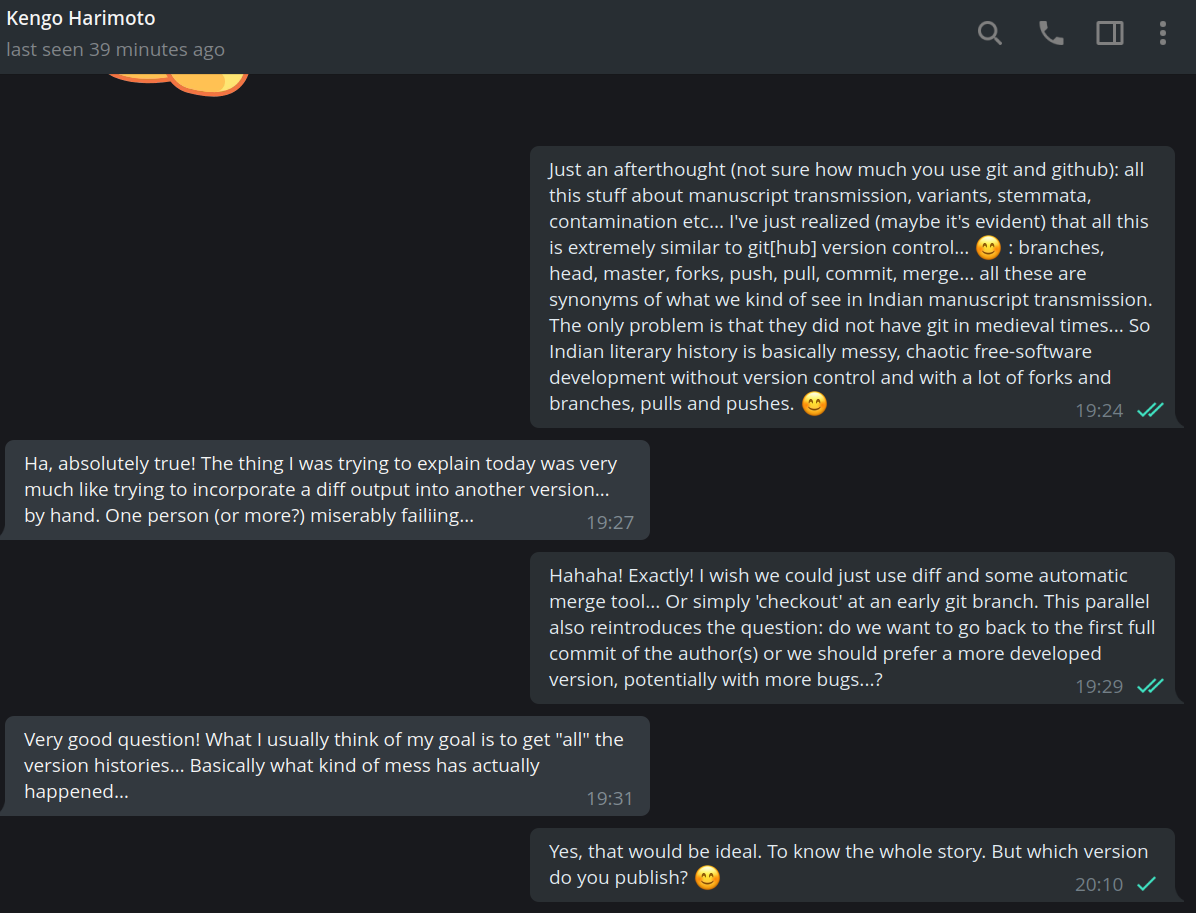 Kengo Harimoto
last seen 39 minutes ago
Just an afterthought (not sure how much you use git and github): all
this stuff about manuscript transmission, variants, stemmata,
contamination etc... I've just realized (maybe it's evident) that all this
is extremely similar to git[hub] version control... 😊 : branches,
head, master, forks, push, pull, commit, merge... all these are
synonyms of what we kind of see in Indian manuscript transmission.
The only problem is that they did not have git in medieval times... So
Indian literary history is basically messy, chaotic free-software
development without version control and with a lot of forks and
branches, pulls and pushes. 😊
19:24
Ha, absolutely true! The thing I was trying to explain today was very
much like trying to incorporate a diff output into another version...
by hand. One person (or more?) miserably failiing...
19:27
Hahaha! Exactly! I wish we could just use diff and some automatic
merge tool... Or simply 'checkout' at an early git branch. This parallel
also reintroduces the question: do we want to go back to the first full
commit of the author(s) or we should prefer a more developed
version, potentially with more bugs...?
19:29
Very good question! What I usually think of my goal is to get "all" the
version histories... Basically what kind of mess has actually
happened...
19:31
Yes, that would be ideal. To know the whole story. But which version
do you publish? 😊
20:10